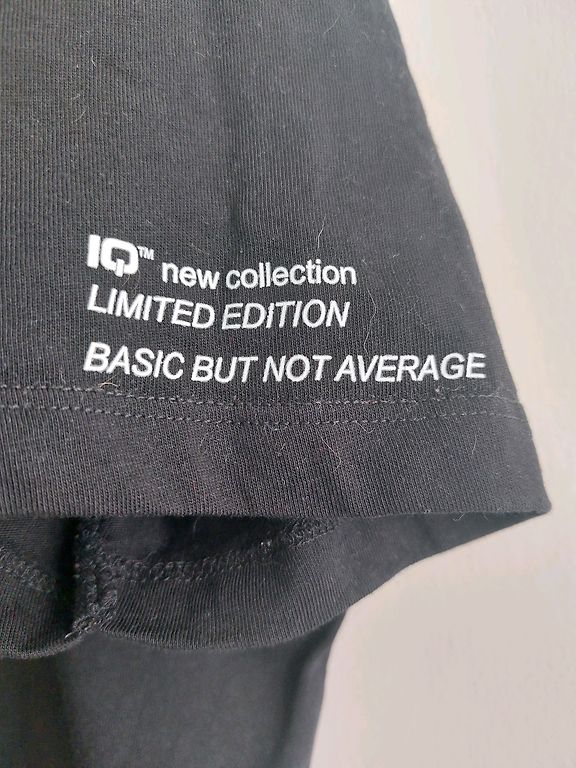 IQ™ new collection
LIMITED EDITION
BASIC BUT NOT AVERAGE